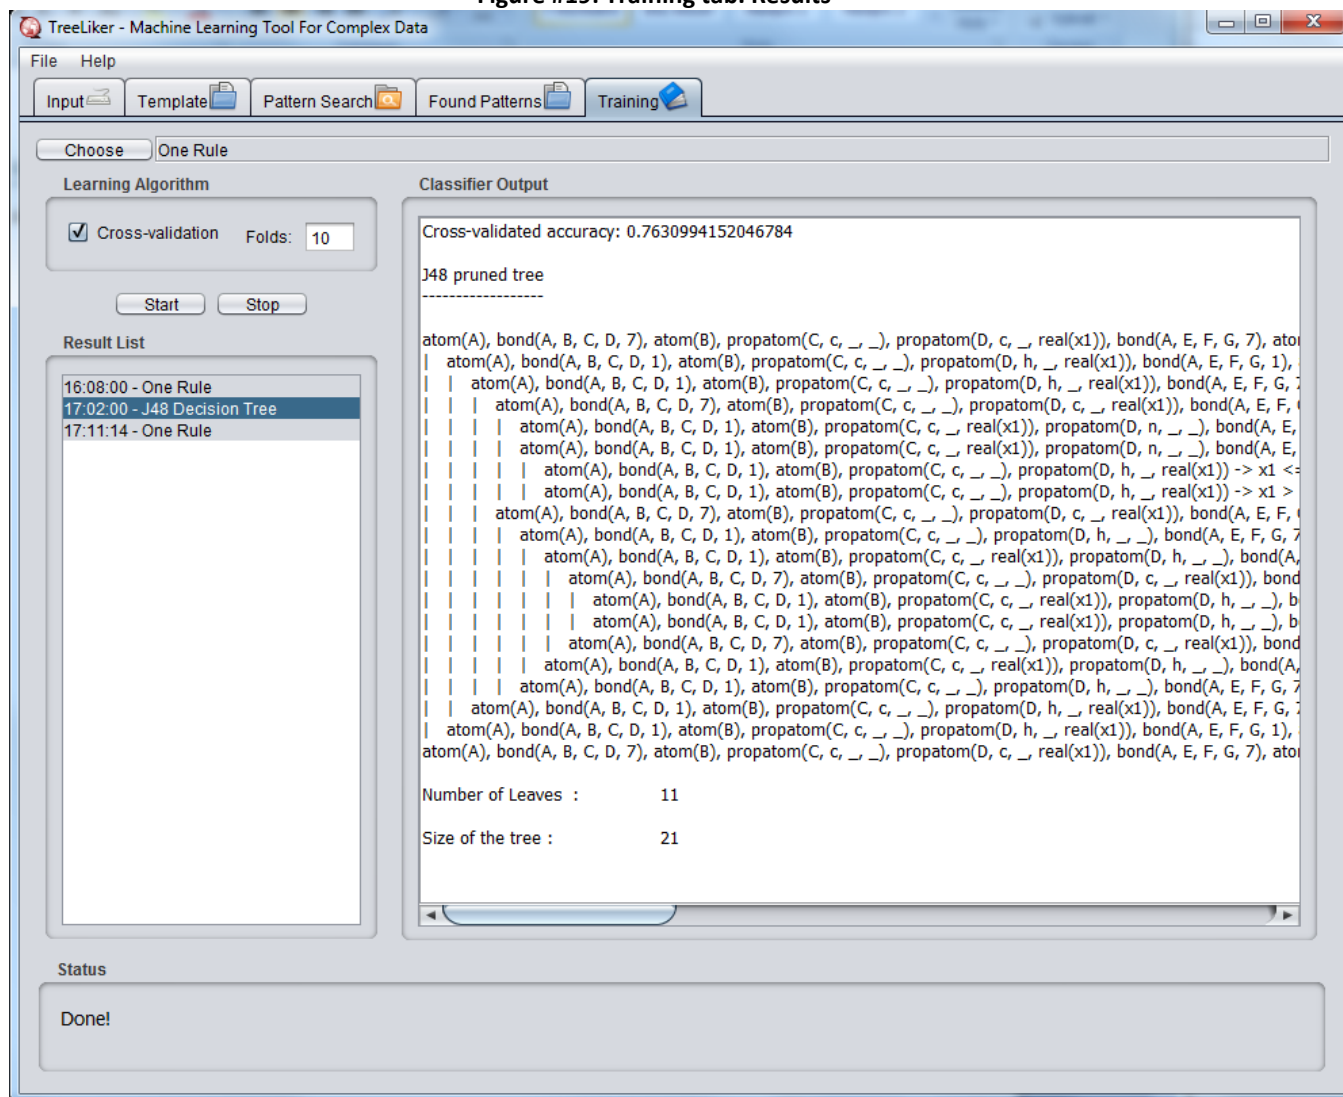 Figure #19: Training tab: Results
TreeLiker - Machine Learning Tool For Complex Data
File Help
Input Template Pattern Search Found Patterns Training
Choose One Rule
Learning Algorithm
Cross-validation Folds: 10
Start Stop
Result List
16:08:00 - One Rule
17:02:00 - J48 Decision Tree
17:11:14 - One Rule
Classifier Output
Cross-validated accuracy: 0.7630994152046784
J48 pruned tree
------------------
atom(A), bond(A, B, C, D, 7), atom(B), propatom(C, c, _, _), propatom(D, c, _, real(x1)), bond(A, E, F, G, 7), ato
| atom(A), bond(A, B, C, D, 1), atom(B), propatom(C, c, _, _), propatom(D, h, _, real(x1)), bond(A, E, F, G, 1),
| | atom(A), bond(A, B, C, D, 1), atom(B), propatom(C, c, _, _), propatom(D, h, _, real(x1)), bond(A, E, F, G, 7
| | | atom(A), bond(A, B, C, D, 7), atom(B), propatom(C, c, _, _), propatom(D, c, _, real(x1)), bond(A, E, F,
| | | | atom(A), bond(A, B, C, D, 1), atom(B), propatom(C, c, _, real(x1)), propatom(D, n, _, _), bond(A, E,
| | | | atom(A), bond(A, B, C, D, 1), atom(B), propatom(C, c, _, real(x1)), propatom(D, n, _, _), bond(A, E,
| | | | | atom(A), bond(A, B, C, D, 1), atom(B), propatom(C, c, _, _), propatom(D, h, _, real(x1)) -> x1 <=
| | | | | atom(A), bond(A, B, C, D, 1), atom(B), propatom(C, c, _, _), propatom(D, h, _, real(x1)) -> x1 >
| | | atom(A), bond(A, B, C, D, 7), atom(B), propatom(C, c, _, _), propatom(D, c, _, real(x1)), bond(A, E, F,
| | | | atom(A), bond(A, B, C, D, 1), atom(B), propatom(C, c, _, _), propatom(D, h, _, _), bond(A, E, F, G, 7
| | | | | atom(A), bond(A, B, C, D, 1), atom(B), propatom(C, c, _, real(x1)), propatom(D, h, _, _), bond(A,
| | | | | | atom(A), bond(A, B, C, D, 7), atom(B), propatom(C, c, _, _), propatom(D, c, _, real(x1)), bond
| | | | | | | atom(A), bond(A, B, C, D, 1), atom(B), propatom(C, c, _, real(x1)), propatom(D, h, _, _), b
| | | | | | | atom(A), bond(A, B, C, D, 1), atom(B), propatom(C, c, _, real(x1)), propatom(D, h, _, _), b
| | | | | | atom(A), bond(A, B, C, D, 7), atom(B), propatom(C, c, _, _), propatom(D, c, _, real(x1)), bond
| | | | | atom(A), bond(A, B, C, D, 1), atom(B), propatom(C, c, _, real(x1)), propatom(D, h, _, _), bond(A,
| | | | atom(A), bond(A, B, C, D, 1), atom(B), propatom(C, c, _, _), propatom(D, h, _, _), bond(A, E, F, G, 7
| | atom(A), bond(A, B, C, D, 1), atom(B), propatom(C, c, _, _), propatom(D, h, _, real(x1)), bond(A, E, F, G, 7
| atom(A), bond(A, B, C, D, 1), atom(B), propatom(C, c, _, _), propatom(D, h, _, real(x1)), bond(A, E, F, G, 1),
atom(A), bond(A, B, C, D, 7), atom(B), propatom(C, c, _, _), propatom(D, c, _, real(x1)), bond(A, E, F, G, 7), ato
Number of Leaves : 11
Size of the tree : 21
Status
Done!